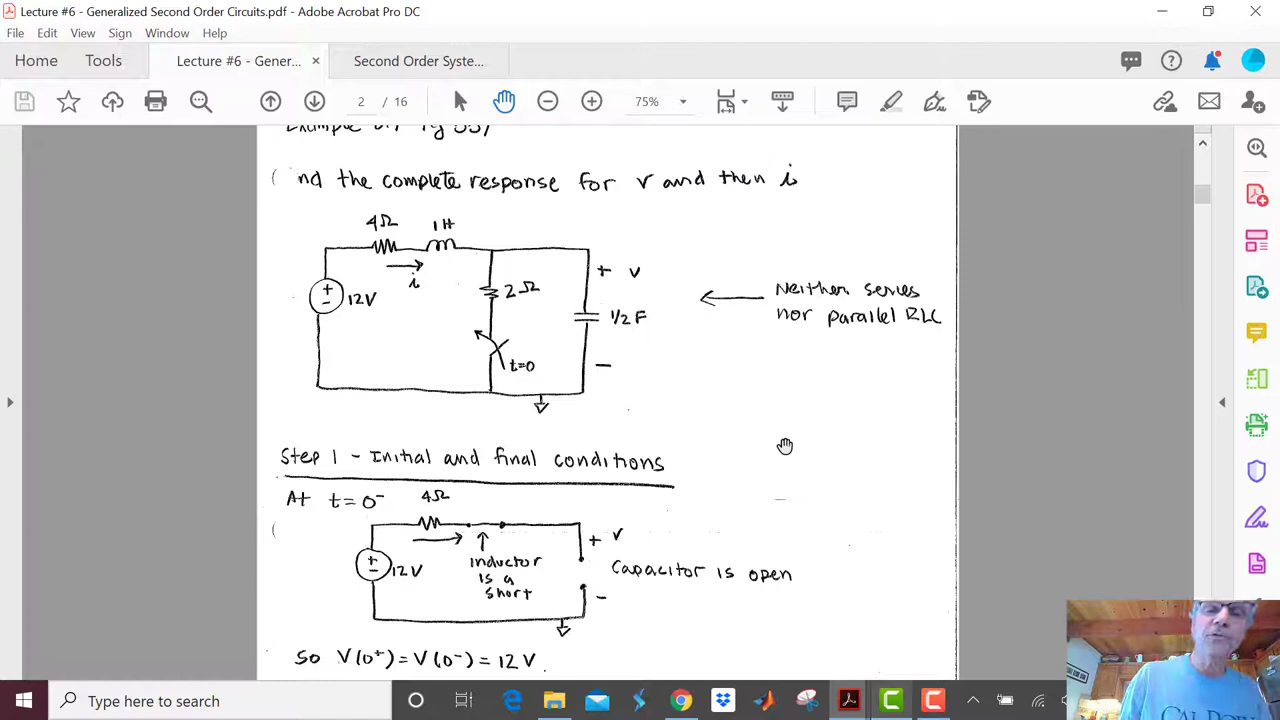 Lecture #6 - Generalized Second Order Circuits.pdf - Adobe Acrobat Pro DC
File Edit View Sign Window Help
Home Tools Lecture #6 - Gener... × Second Order Syste...
2 / 16 75%
nd the complete response for v and then i
4Ω 1H
i
+ v
2Ω
+
-
12V
1/2 F
t=0
-
Neither series
nor parallel RLC
Step 1 - Initial and final conditions
At t=0⁻ 4Ω
+ v
+
-
12V
inductor
is a
short
Capacitor is open
-
So V(0⁺) = V(0⁻) = 12 V.
Type here to search
CAL POLY